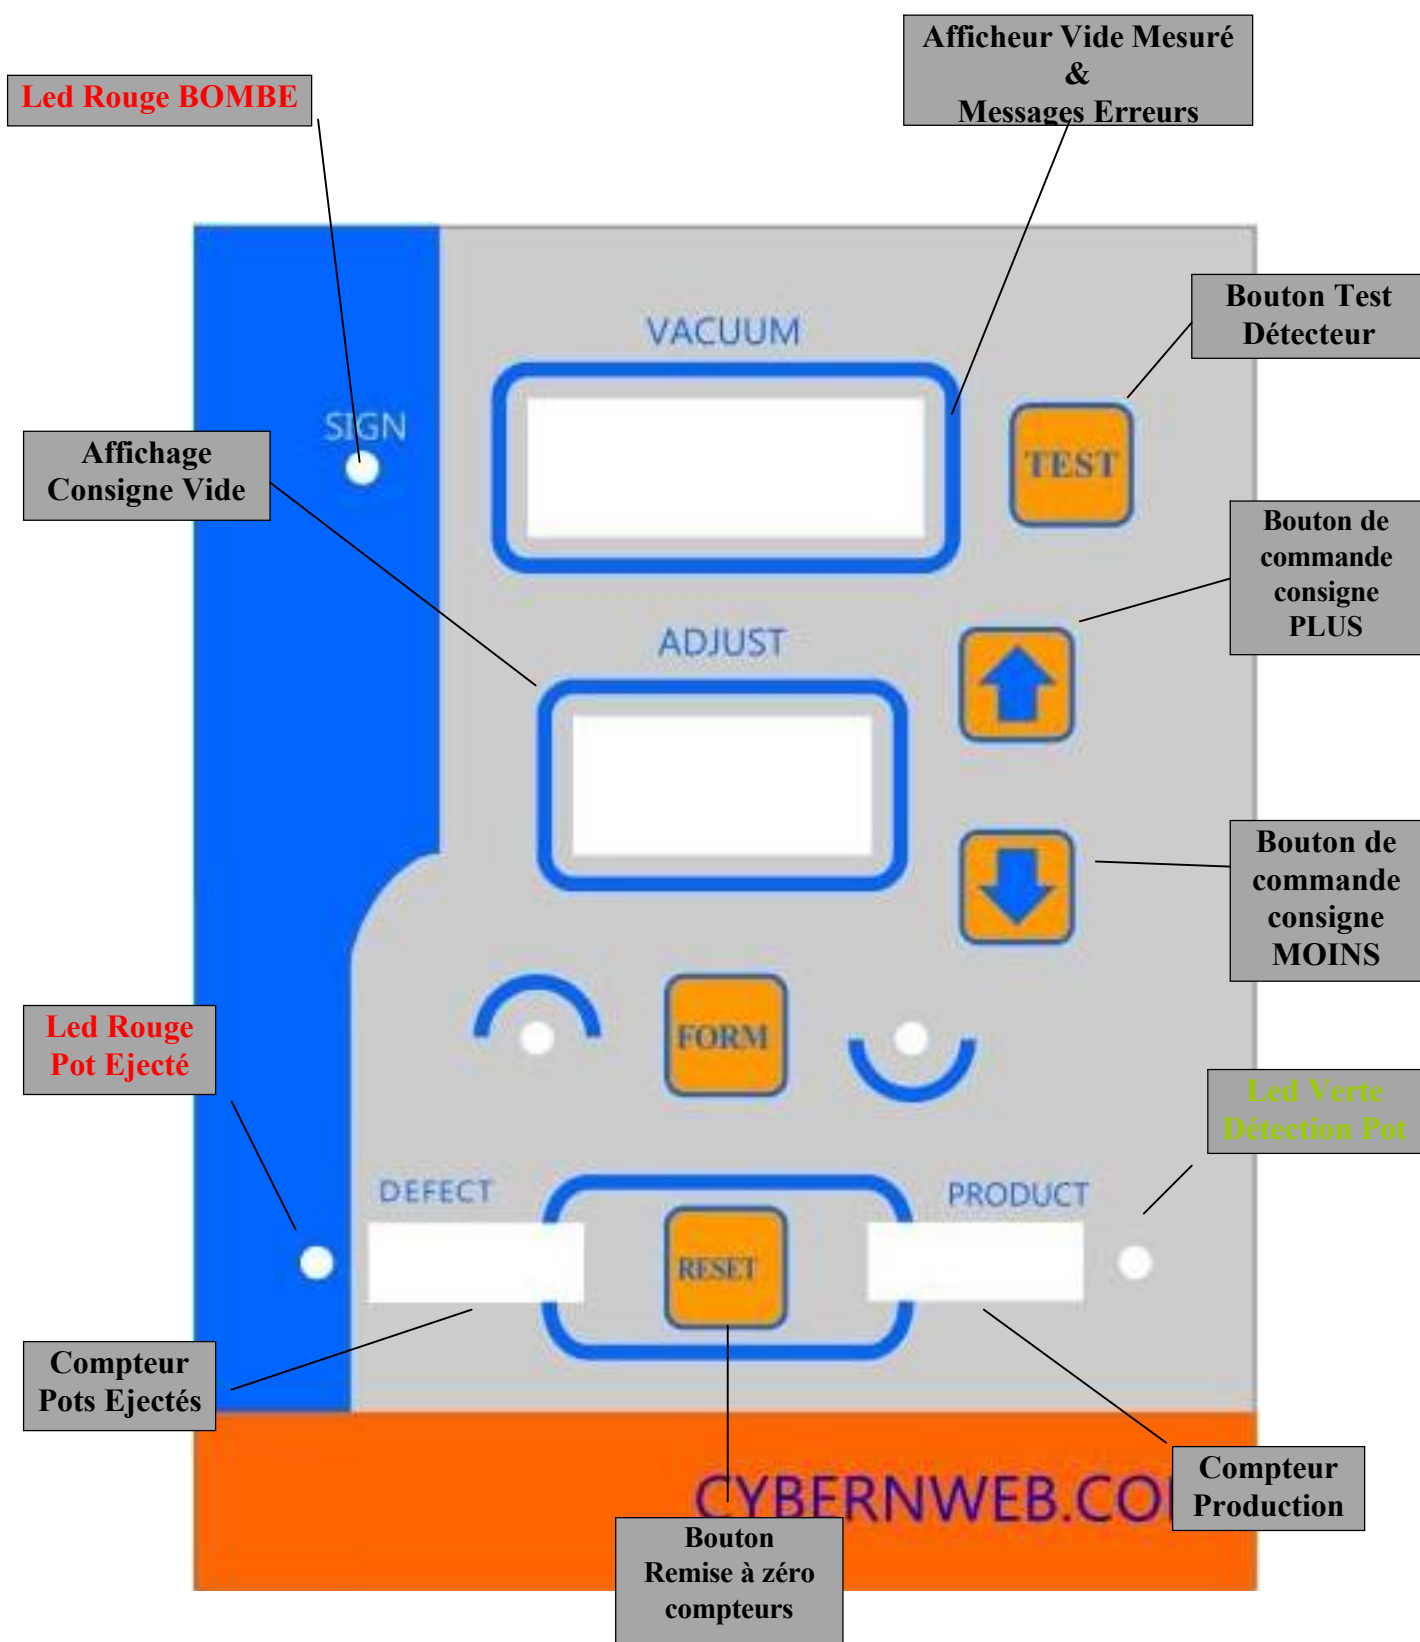 Afficheur Vide Mesuré
&
Messages Erreurs
Led Rouge BOMBE
Bouton Test
Détecteur
VACUUM
SIGN
TEST
Affichage
Consigne Vide
Bouton de
commande
consigne
PLUS
ADJUST
Bouton de
commande
consigne
MOINS
FORM
Led Rouge
Pot Ejecté
Led Verte
Détection Pot
DEFECT
PRODUCT
RESET
Compteur
Pots Ejectés
Compteur
Production
CYBERNWEB.CO
Bouton
Remise à zéro
compteurs